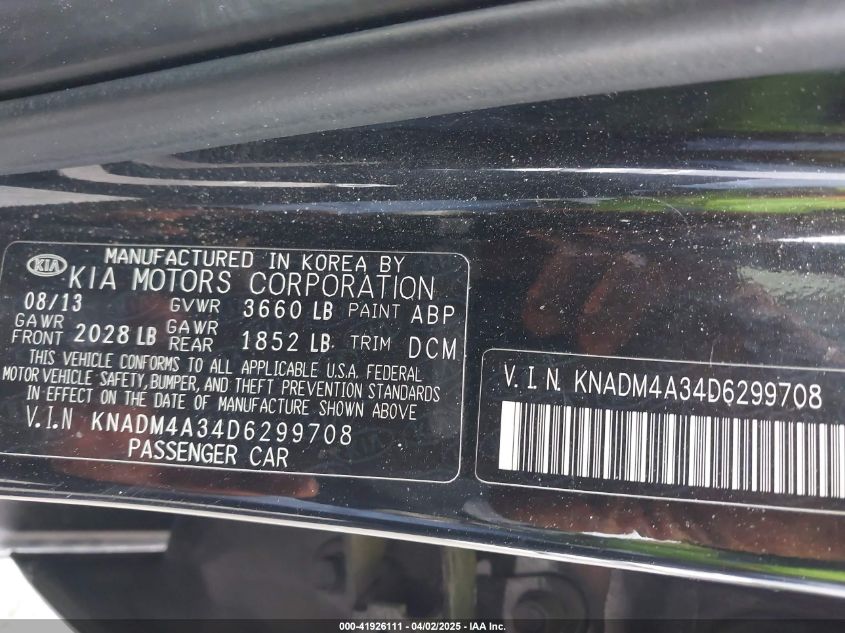 KIA MANUFACTURED IN KOREA BY
KIA MOTORS CORPORATION
08/13 GVWR 3660 LB PAINT ABP
GAWR FRONT 2028 LB GAWR REAR 1852 LB TRIM DCM
THIS VEHICLE CONFORMS TO ALL APPLICABLE U.S.A. FEDERAL
MOTOR VEHICLE SAFETY, BUMPER, AND THEFT PREVENTION STANDARDS
IN EFFECT ON THE DATE OF MANUFACTURE SHOWN ABOVE
V.I.N KNADM4A34D6299708
PASSENGER CAR
V.I.N. KNADM4A34D6299708
000-41926111 - 04/02/2025 - IAA Inc.